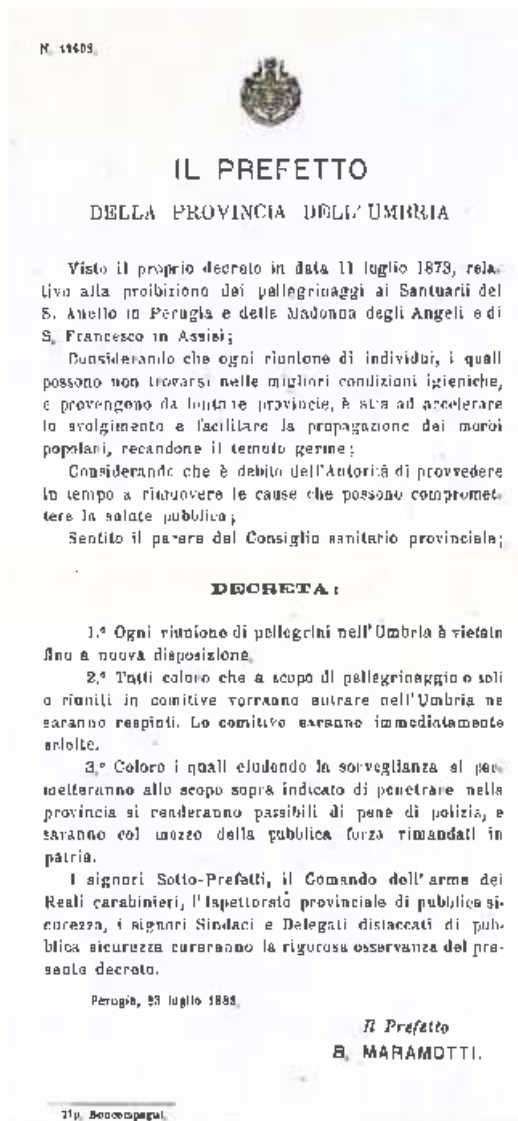 IL PREFETTO
DELLA PROVINCIA DELL'UMBRIA
Visto il proprio decreto in data 11 luglio 1873, rela-
tivo alla proibizione dei pellegrinaggi ai Santuarii del
S. Anello in Perugia e della Madonna degli Angeli e di
S. Francesco in Assisi;
Considerando che ogni riunione di individui, i quali
possono non trovarsi nelle migliori condizioni igieniche,
e provengono da lontane provincie, è atta ad accelerare
lo svolgimento e facilitare la propagazione dei morbi
popolari, recandone il temuto germe;
Considerando che è debito dell'Autorità di provvedere
in tempo a rimuovere le cause che possono compromet-
tere la salute pubblica;
Sentito il parere del Consiglio sanitario provinciale;
DECRETA:
1.° Ogni riunione di pellegrini nell'Umbria è vietata
fino a nuova disposizione.
2.° Tutti coloro che a scopo di pellegrinaggio o soli
o riuniti in comitive vorranno entrare nell'Umbria ne
saranno respinti. Le comitive saranno immediatamente
sciolte.
3.° Coloro i quali eludendo la sorveglianza si per-
metteranno allo scopo sopra indicato di penetrare nella
provincia si renderanno passibili di pene di polizia, e
saranno col mezzo della pubblica forza rimandati in
patria.
I signori Sotto-Prefetti, il Comando dell'arma dei
Reali carabinieri, l'Ispettorato provinciale di pubblica si-
curezza, i signori Sindaci e Delegati distaccati di pub-
blica sicurezza cureranno la rigorosa osservanza del pre-
sente decreto.
Perugia, 23 luglio
Il Prefetto
B. MARAMOTTI.
Tip. Boncompagni.